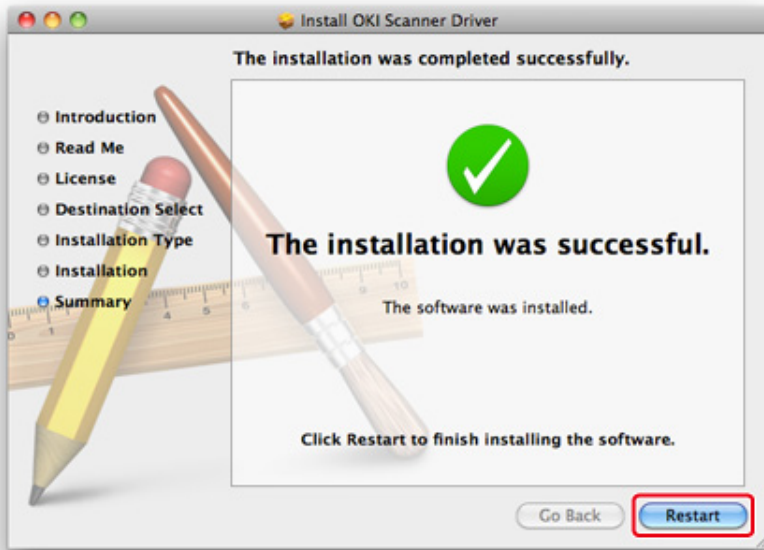 Install OKI Scanner Driver
The installation was completed successfully.
Introduction
Read Me
License
Destination Select
Installation Type
Installation
Summary
The installation was successful.
The software was installed.
Click Restart to finish installing the software.
Go Back
Restart